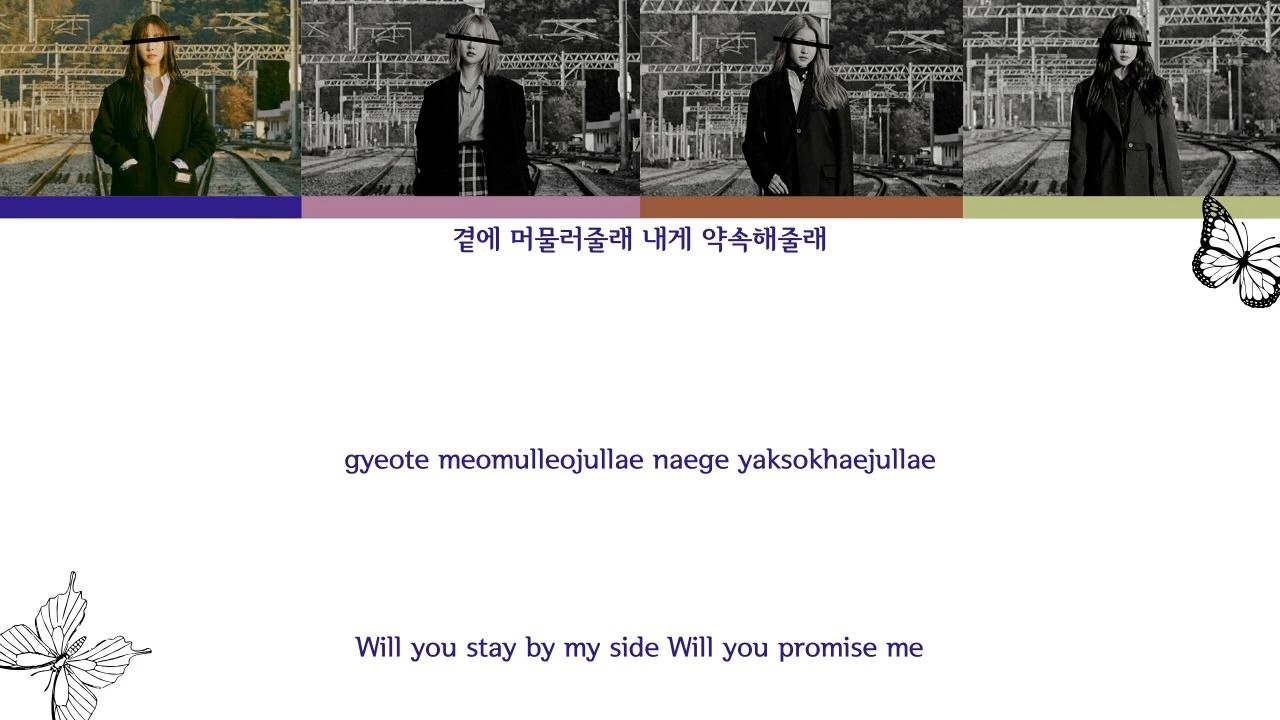 곁에 머물러줄래 내게 약속해줄래
gyeote meomulleojullae naege yaksokhaejullae
Will you stay by my side Will you promise me